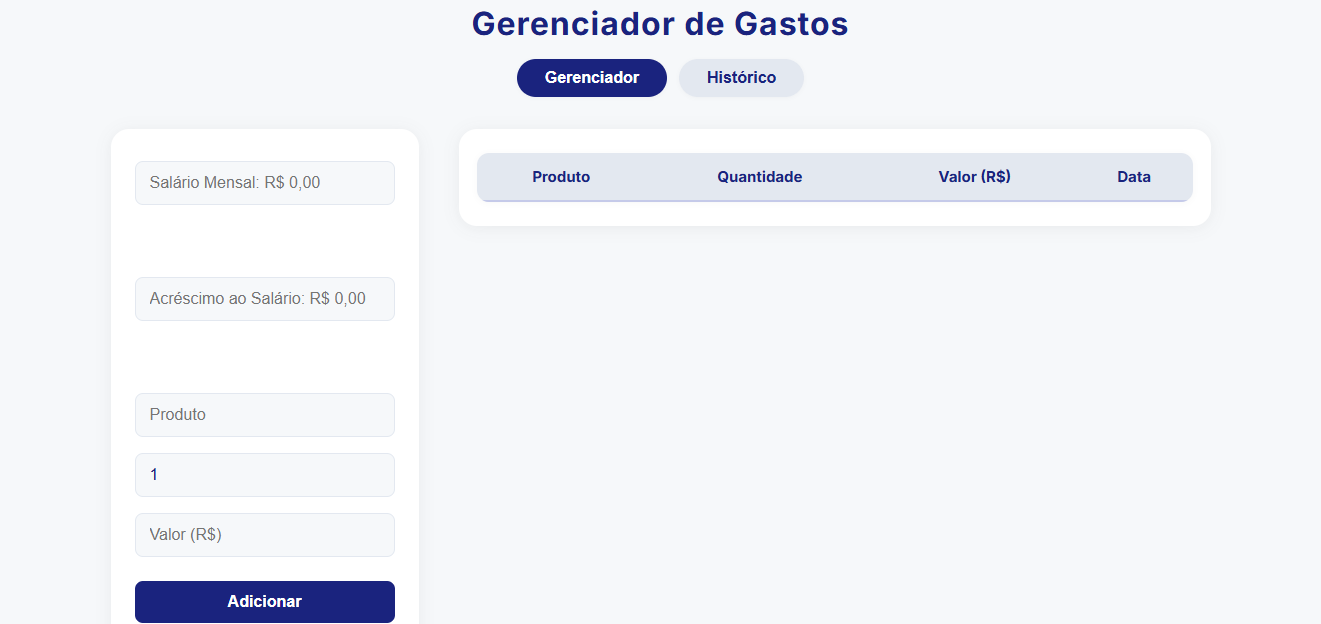 Gerenciador de Gastos
Gerenciador Histórico
Salário Mensal: R$ 0,00
Acréscimo ao Salário: R$ 0,00
Produto
1
Valor (R$)
Adicionar
Produto Quantidade Valor (R$) Data